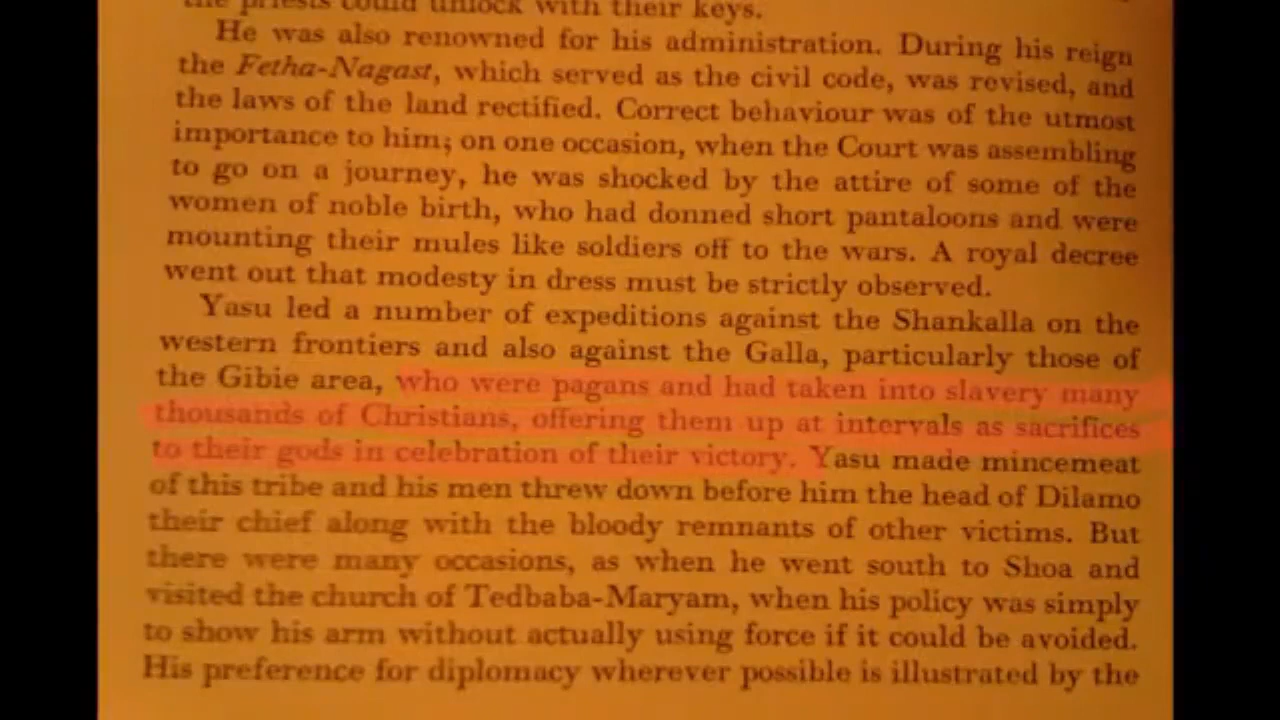 the priests could unlock with their keys.
He was also renowned for his administration. During his reign
the Fetha-Nagast, which served as the civil code, was revised, and
the laws of the land rectified. Correct behaviour was of the utmost
importance to him; on one occasion, when the Court was assembling
to go on a journey, he was shocked by the attire of some of the
women of noble birth, who had donned short pantaloons and were
mounting their mules like soldiers off to the wars. A royal decree
went out that modesty in dress must be strictly observed.
Yasu led a number of expeditions against the Shankalla on the
western frontiers and also against the Galla, particularly those of
the Gibie area, who were pagans and had taken into slavery many
thousands of Christians, offering them up at intervals as sacrifices
to their gods in celebration of their victory. Yasu made mincemeat
of this tribe and his men threw down before him the head of Dilamo
their chief along with the bloody remnants of other victims. But
there were many occasions, as when he went south to Shoa and
visited the church of Tedbaba-Maryam, when his policy was simply
to show his arm without actually using force if it could be avoided.
His preference for diplomacy wherever possible is illustrated by the